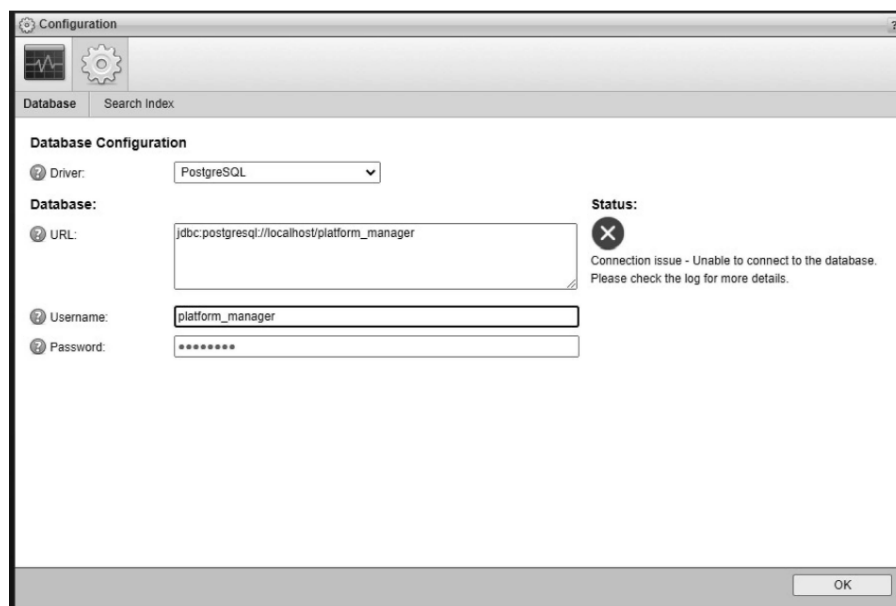 Configuration
?
Database Search Index
Database Configuration
? Driver: PostgreSQL
Database: Status:
? URL: jdbc:postgresql://localhost/platform_manager
Connection issue - Unable to connect to the database.
Please check the log for more details.
? Username: platform_manager
? Password: ••••••••
OK